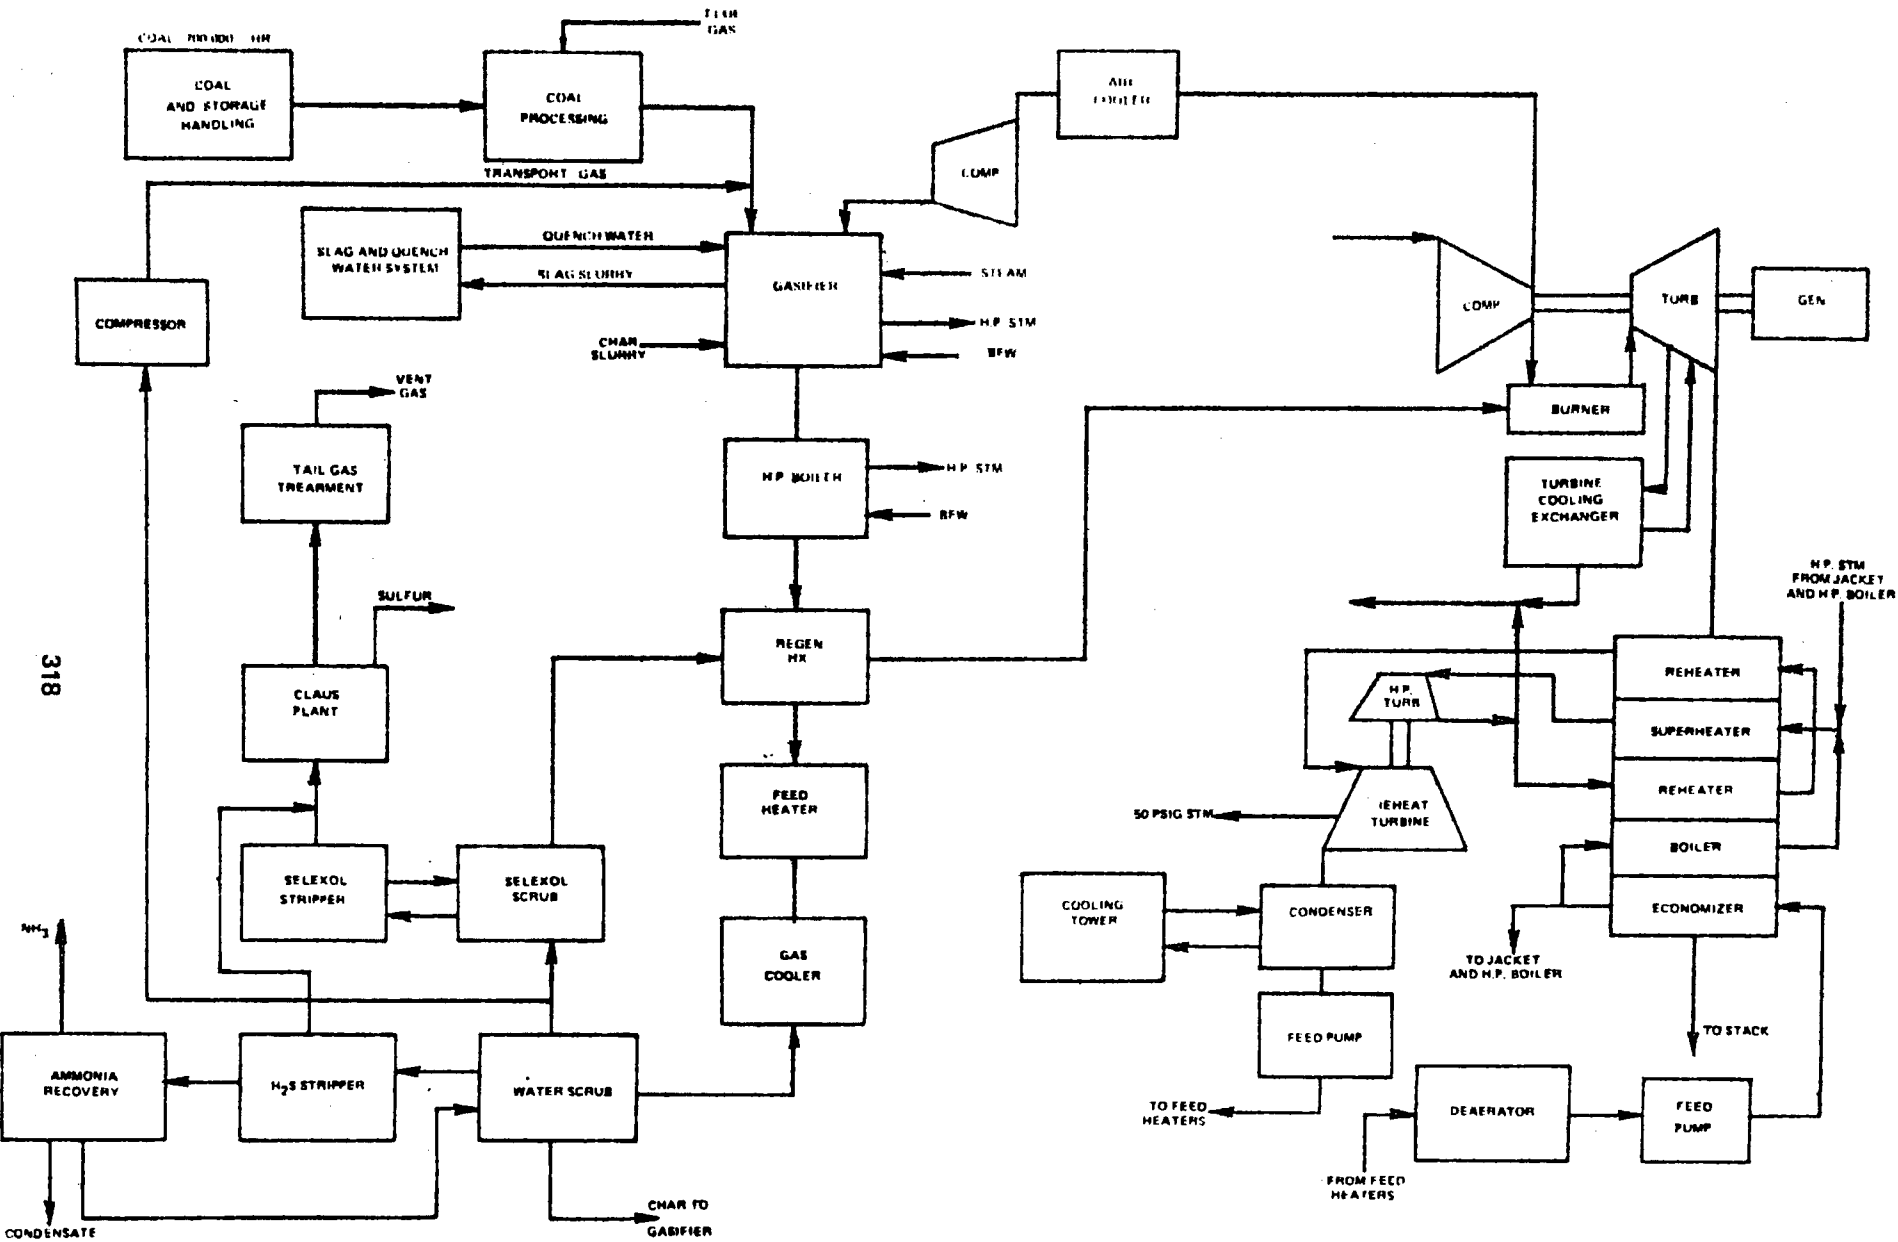 COAL
AND STORAGE
HANDLING
COAL
PROCESSING
GAS
COOLER
COMP
TRANSPORT GAS
SLAG AND QUENCH
WATER SYSTEM
QUENCH WATER
SLAG SLURRY
GASIFIER
STEAM
H.P. STM
BFW
CHAR
SLURRY
COMPRESSOR
COMP
TURB
GEN
BURNER
VENT
GAS
TAIL GAS
TREARMENT
H.P. BOILER
H.P. STM
BFW
TURBINE
COOLING
EXCHANGER
H.P. STM
FROM JACKET
AND H.P. BOILER
SULFUR
REGEN
HX
318
CLAUS
PLANT
REHEATER
H.P.
TURB
SUPERHEATER
FEED
HEATER
50 PSIG STM
TURBINE
REHEATER
BOILER
SELEXOL
STRIPPER
SELEXOL
SCRUB
COOLING
TOWER
CONDENSER
ECONOMIZER
NH3
GAS
COOLER
TO JACKET
AND H.P. BOILER
FEED PUMP
TO STACK
AMMONIA
RECOVERY
H2S STRIPPER
WATER SCRUB
TO FEED
HEATERS
DEAERATOR
FEED
PUMP
FROM FEED
HEATERS
CONDENSATE
CHAR TO
GASIFIER